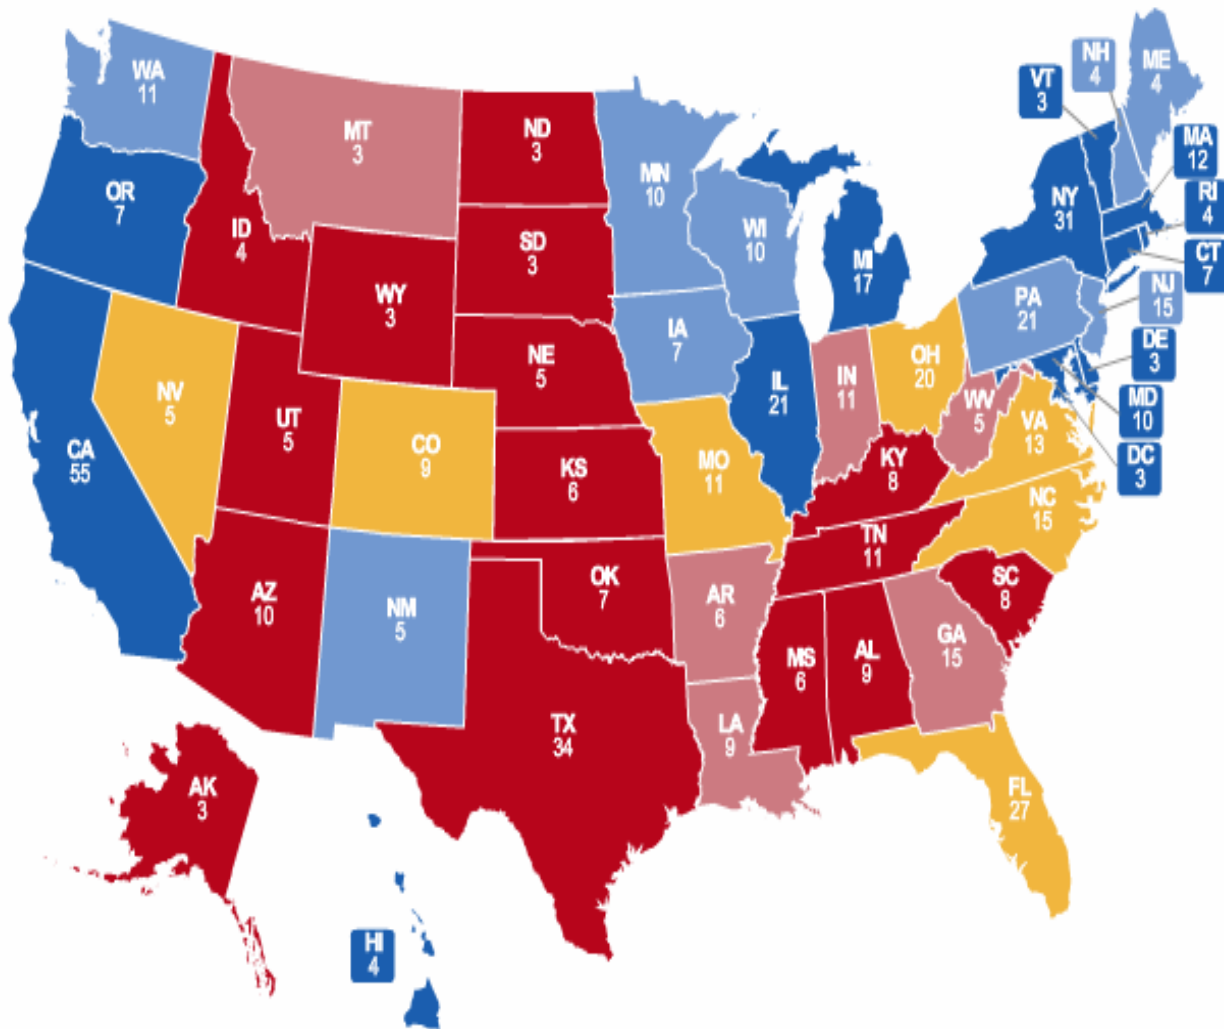 WA
11
MT
3
ND
3
MN
10
VT
3
NH
4
ME
4
MA
12
RI
4
CT
7
NY
31
OR
7
ID
4
SD
3
WI
10
MI
17
WY
3
PA
21
NJ
15
DE
3
MD
10
DC
3
IA
7
NE
5
NV
5
UT
5
CO
9
CA
55
IL
21
IN
11
OH
20
WV
5
VA
13
KS
6
MO
11
KY
8
NC
15
TN
11
AZ
10
NM
5
OK
7
AR
6
SC
8
MS
6
AL
9
GA
15
TX
34
LA
9
FL
27
AK
3
HI
4